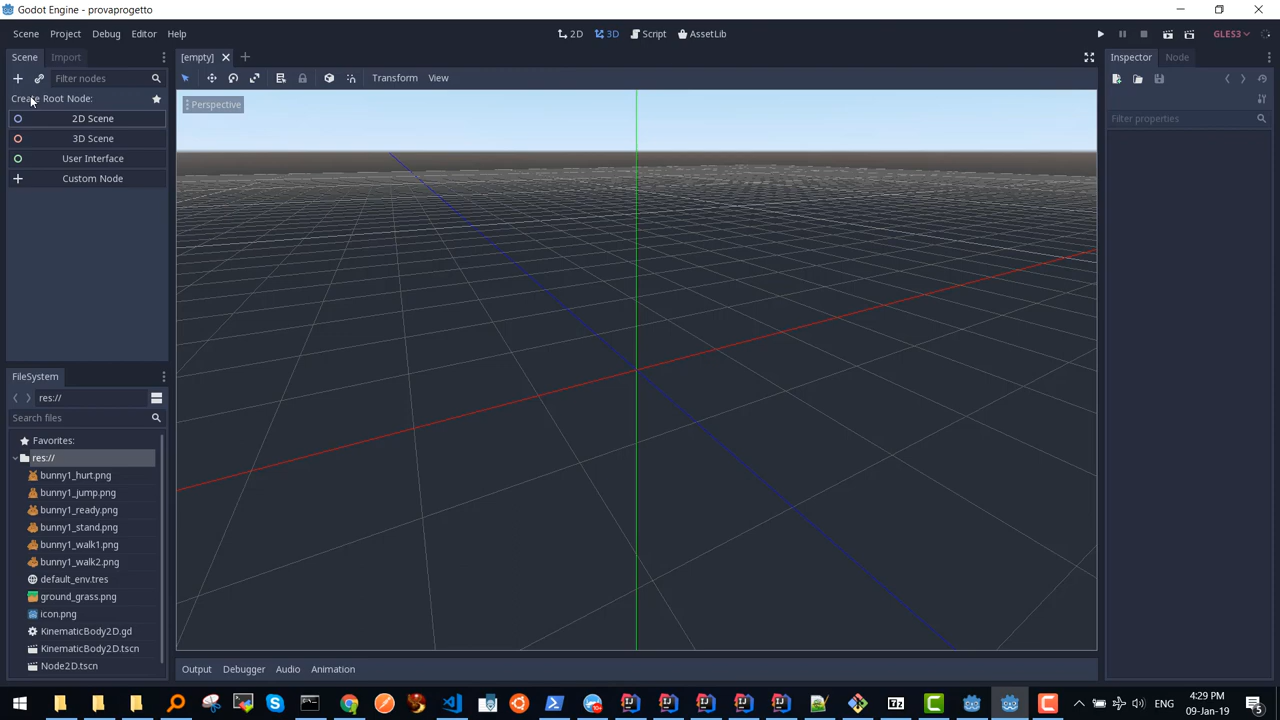 Godot Engine - provaprogetto
Scene Project Debug Editor Help
2D 3D Script AssetLib
GLES3
Scene Import
[empty]
Inspector Node
Filter nodes
Transform View
Create Root Node:
Perspective
2D Scene
3D Scene
User Interface
Custom Node
Filter properties
FileSystem
res://
Search files
Favorites:
res://
bunny1_hurt.png
bunny1_jump.png
bunny1_ready.png
bunny1_stand.png
bunny1_walk1.png
bunny1_walk2.png
default_env.tres
ground_grass.png
icon.png
KinematicBody2D.gd
KinematicBody2D.tscn
Node2D.tscn
Output Debugger Audio Animation
ENG
4:29 PM
09-Jan-19
5